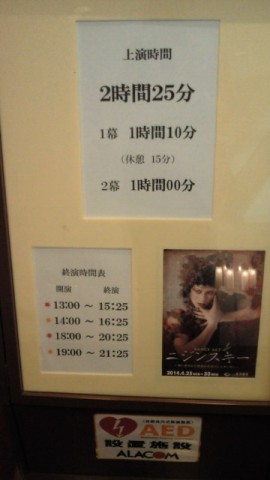 上演時間
2時間25分
1幕 1時間10分
(休憩 15分)
2幕 1時間00分
終演時間表
開演 終演
13:00 〜 15:25
14:00 〜 16:25
18:00 〜 20:25
19:00 〜 21:25
ニジンスキー
AED
設置施設
ALACOM